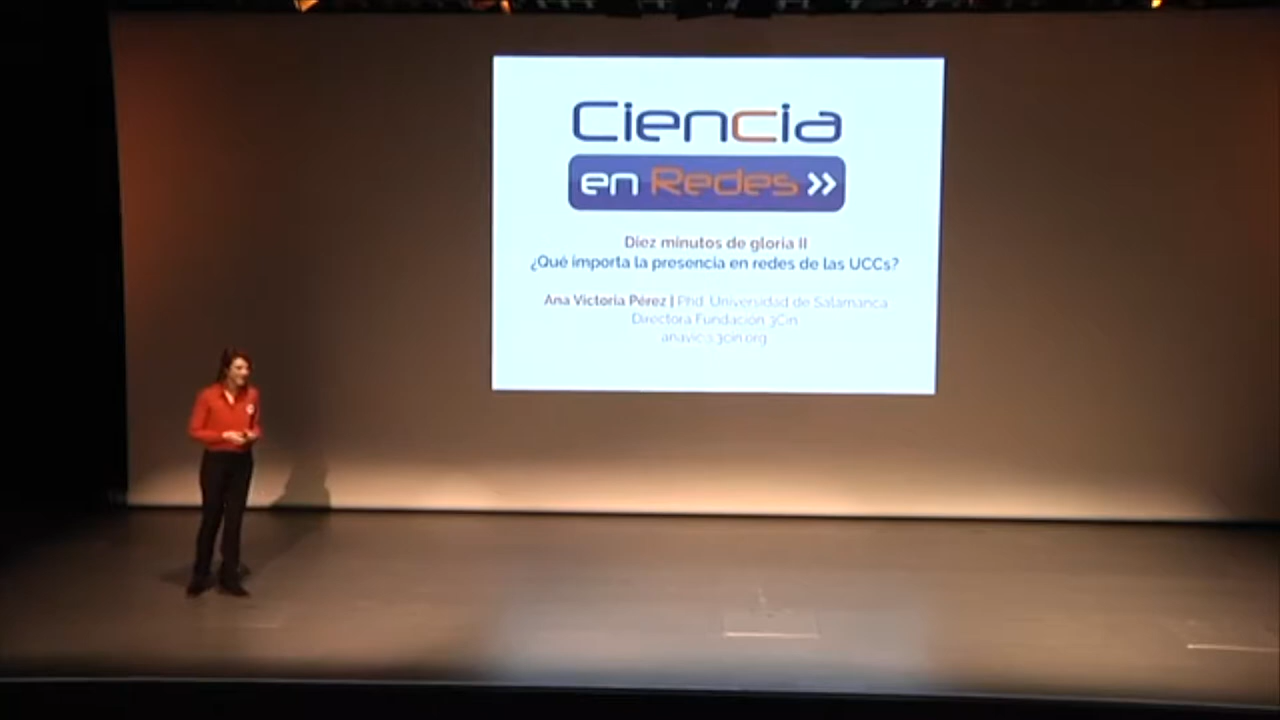 Ciencia
en Redes »
Diez minutos de gloria II
¿Qué importa la presencia en redes de las UCCs?
Ana Victoria Pérez | Phd. Universidad de Salamanca
Directora Fundación 3Cin